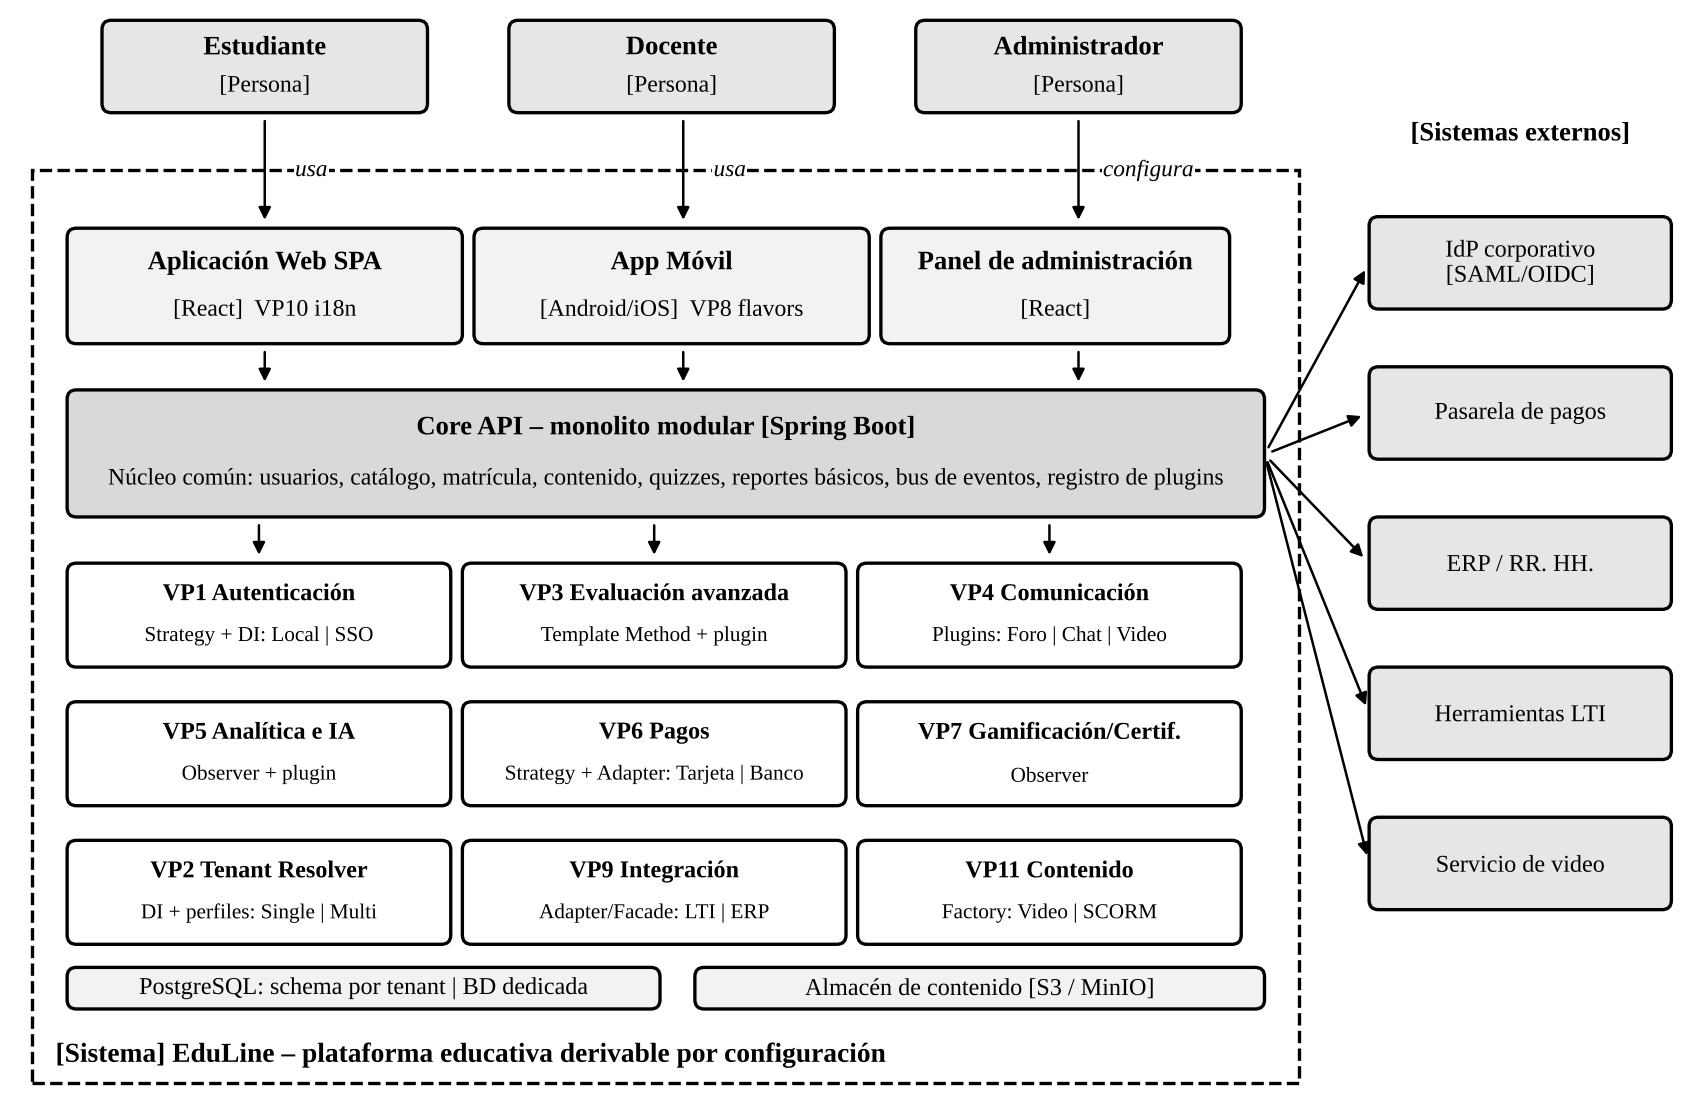 Estudiante
[Persona]
Docente
[Persona]
Administrador
[Persona]
[Sistemas externos]
usa
usa
configura
Aplicación Web SPA
[React]  VP10 i18n
App Móvil
[Android/iOS]  VP8 flavors
Panel de administración
[React]
IdP corporativo
[SAML/OIDC]
Pasarela de pagos
ERP / RR. HH.
Herramientas LTI
Servicio de video
Core API – monolito modular [Spring Boot]
Núcleo común: usuarios, catálogo, matrícula, contenido, quizzes, reportes básicos, bus de eventos, registro de plugins
VP1 Autenticación
Strategy + DI: Local | SSO
VP3 Evaluación avanzada
Template Method + plugin
VP4 Comunicación
Plugins: Foro | Chat | Video
VP5 Analítica e IA
Observer + plugin
VP6 Pagos
Strategy + Adapter: Tarjeta | Banco
VP7 Gamificación/Certif.
Observer
VP2 Tenant Resolver
DI + perfiles: Single | Multi
VP9 Integración
Adapter/Facade: LTI | ERP
VP11 Contenido
Factory: Video | SCORM
PostgreSQL: schema por tenant | BD dedicada
Almacén de contenido [S3 / MinIO]
[Sistema] EduLine – plataforma educativa derivable por configuración